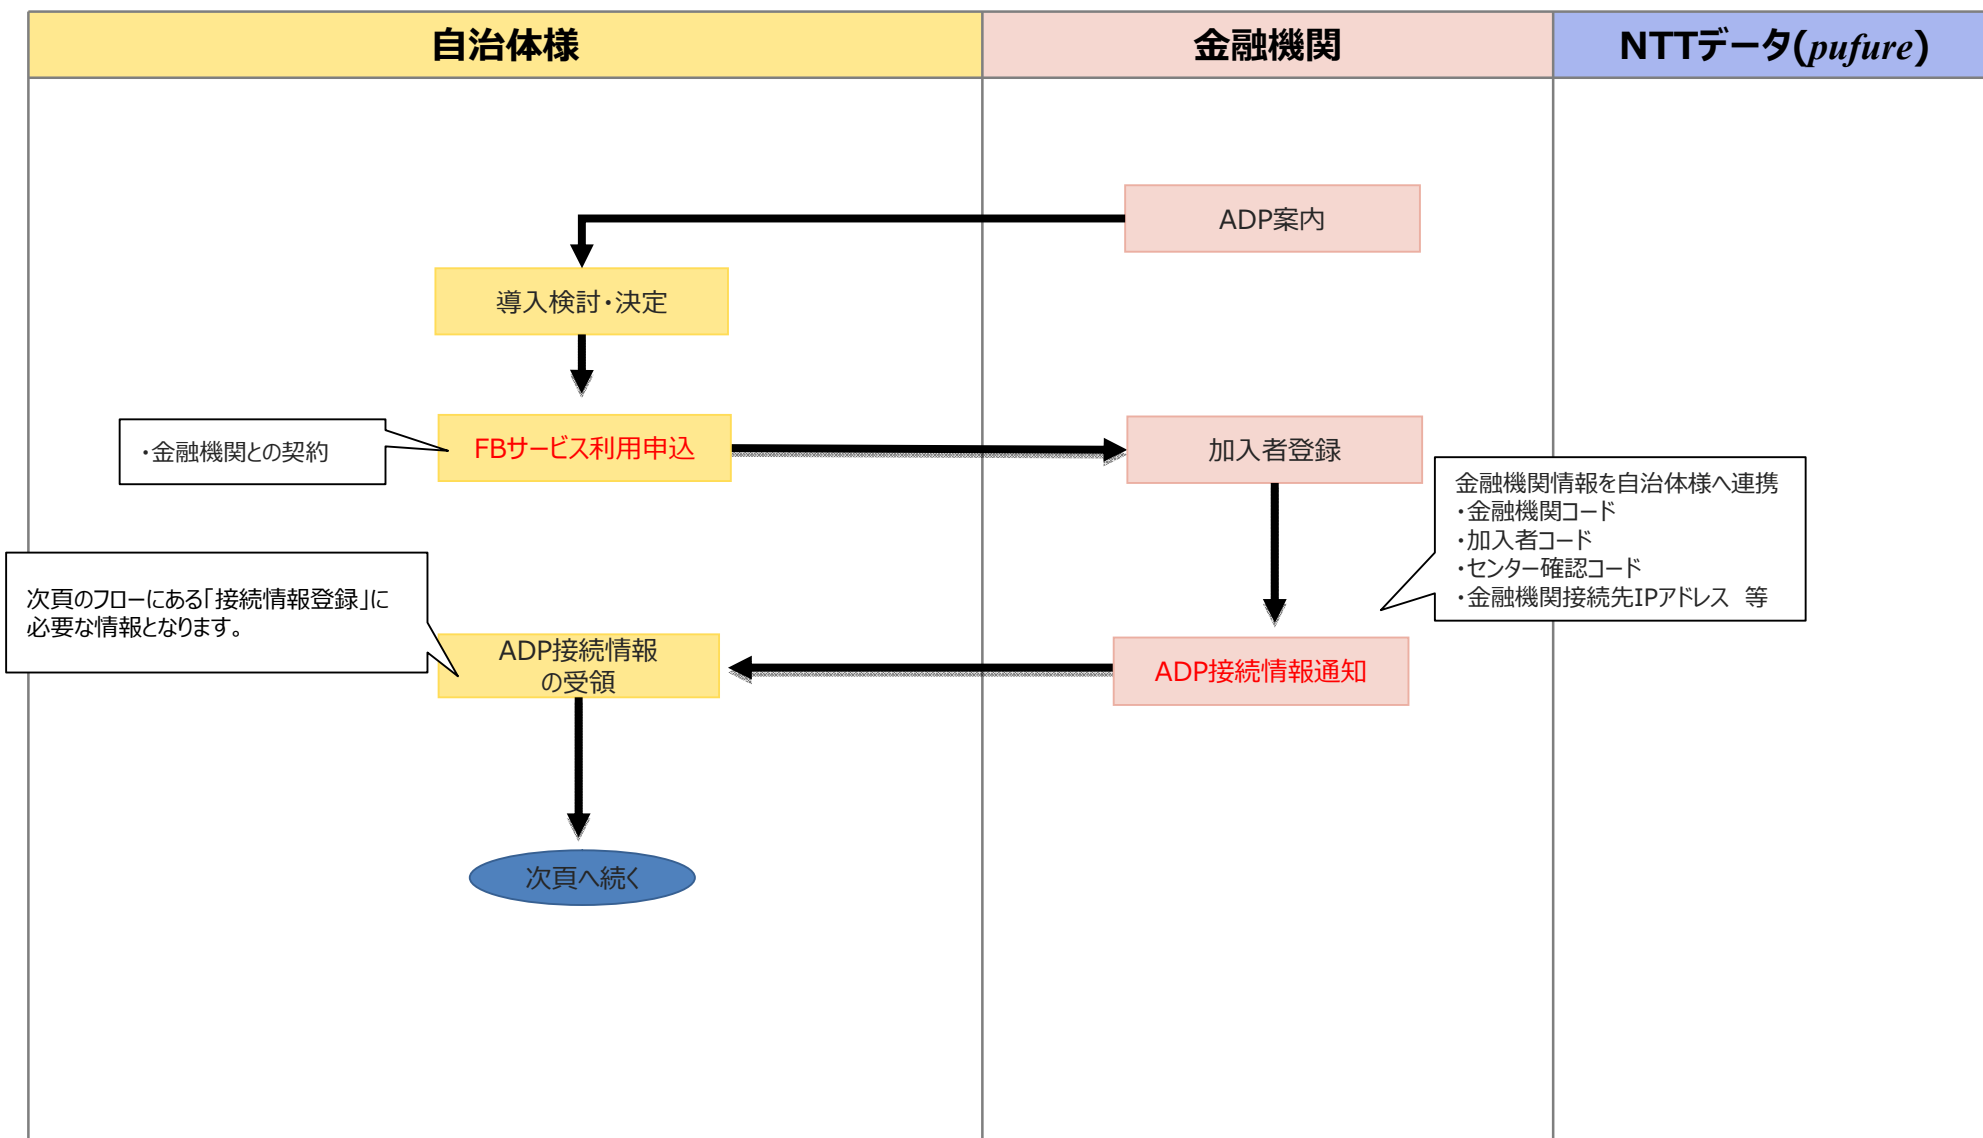 自治体様
金融機関
NTTデータ(pufure)
ADP案内
導入検討・決定
・金融機関との契約
FBサービス利用申込
加入者登録
金融機関情報を自治体様へ連携
・金融機関コード
・加入者コード
・センター確認コード
・金融機関接続先IPアドレス　等
次頁のフローにある「接続情報登録」に
必要な情報となります。
ADP接続情報
の受領
ADP接続情報通知
次頁へ続く